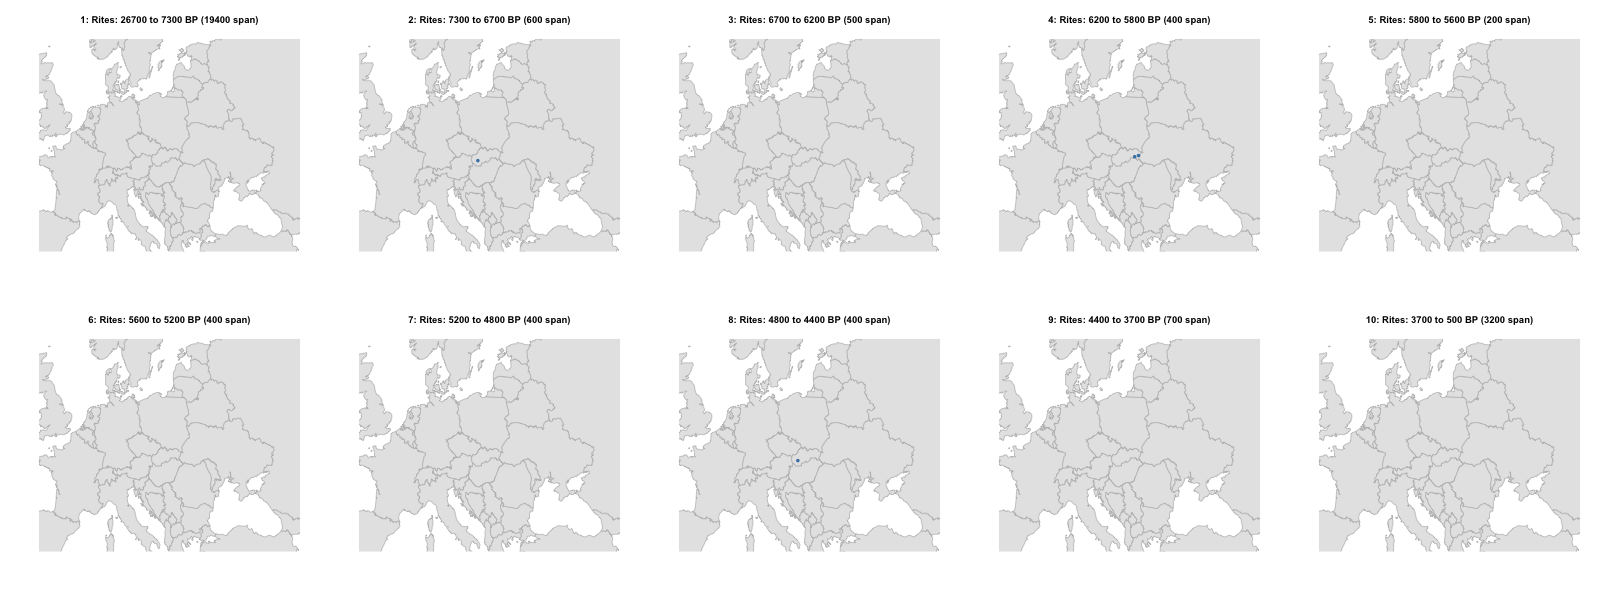 1: Rites: 26700 to 7300 BP (19400 span)
2: Rites: 7300 to 6700 BP (600 span)
3: Rites: 6700 to 6200 BP (500 span)
4: Rites: 6200 to 5800 BP (400 span)
5: Rites: 5800 to 5600 BP (200 span)
6: Rites: 5600 to 5200 BP (400 span)
7: Rites: 5200 to 4800 BP (400 span)
8: Rites: 4800 to 4400 BP (400 span)
9: Rites: 4400 to 3700 BP (700 span)
10: Rites: 3700 to 500 BP (3200 span)